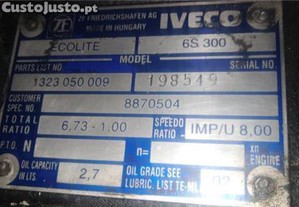 CustoJusto.pt
ZF FRIEDRICHSHAFEN AG
MADE IN HUNGARY
IVECO
ECOLITE
6S 300
MODEL
PARTS LIST NO
SERIAL NO.
1323 050 009
198549
CUSTOMER
SPEC. NO.
8870504
TOTAL
RATIO
6,73-1,00
SPEEDO
RATIO
IMP/U 8,00
P.T.O.
N
n=
xn
ENGINE
OIL CAPACITY
IN LTS
2,7
OIL GRADE SEE
LUBRIC. LIST TE-ML
02